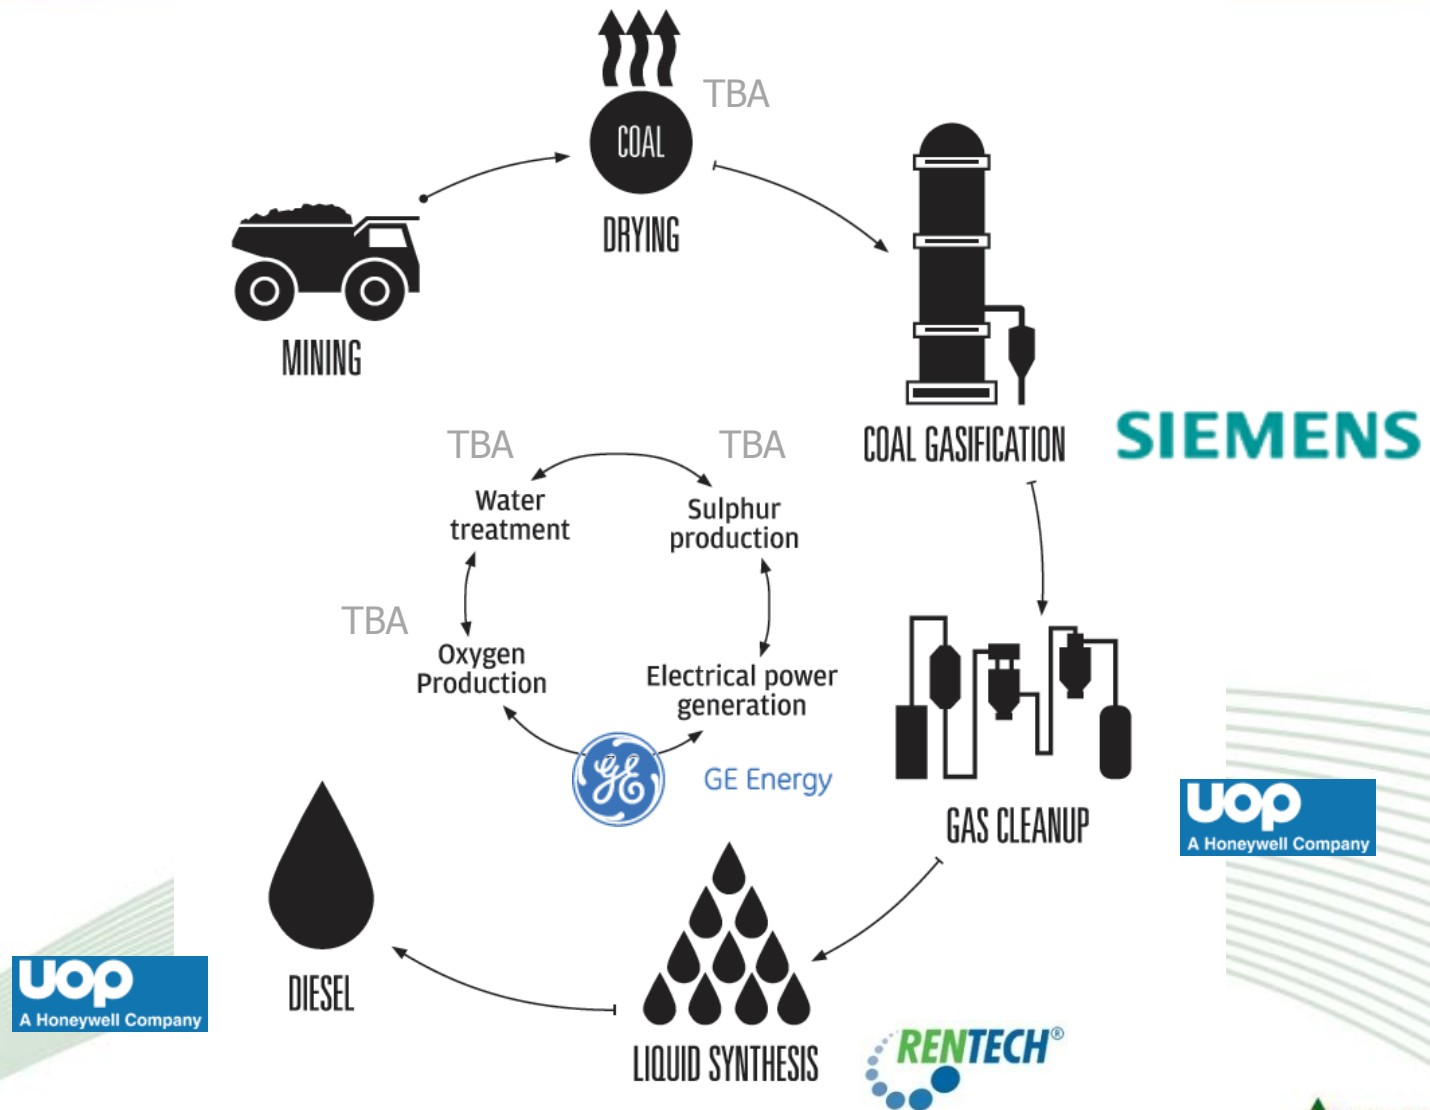 TBA
COAL
DRYING
MINING
COAL GASIFICATION
SIEMENS
TBA
TBA
Water
treatment
Sulphur
production
TBA
Oxygen
Production
Electrical power
generation
GE
GE Energy
GAS CLEANUP
uop
A Honeywell Company
DIESEL
uop
A Honeywell Company
LIQUID SYNTHESIS
RENTECH®